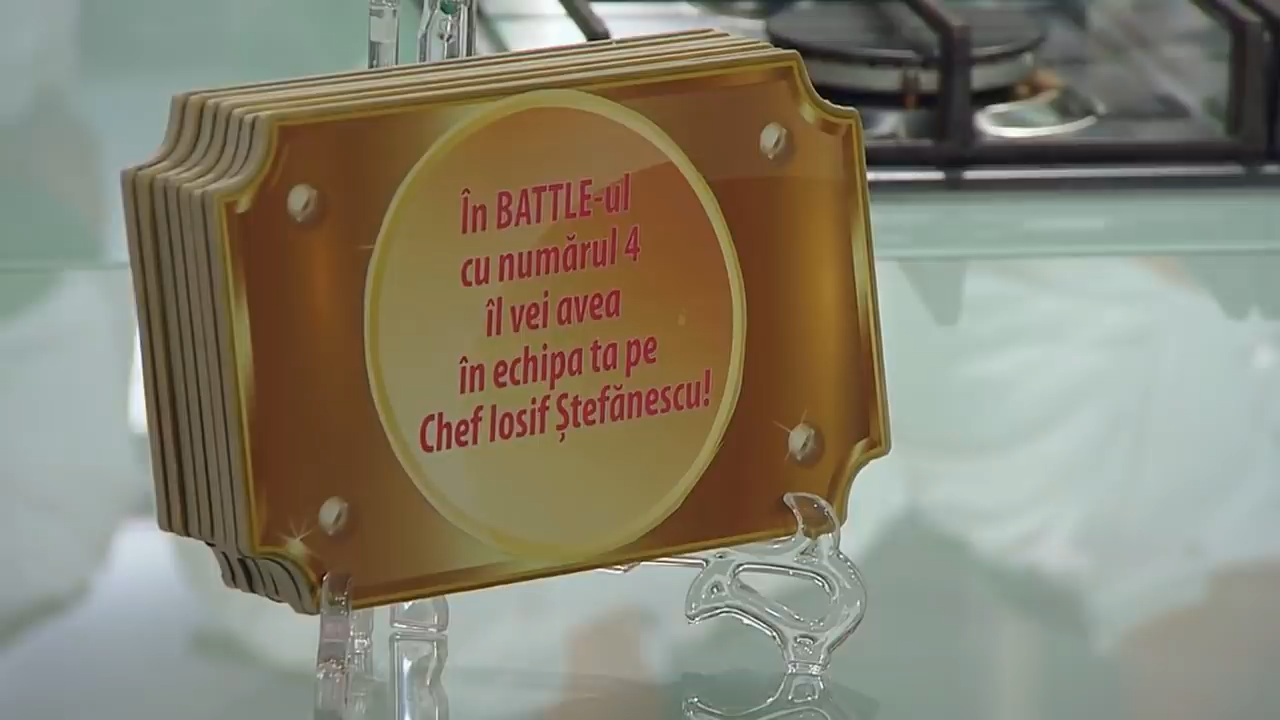 În BATTLE-ul
cu numărul 4
îl vei avea
în echipa ta pe
Chef Iosif Ștefănescu!